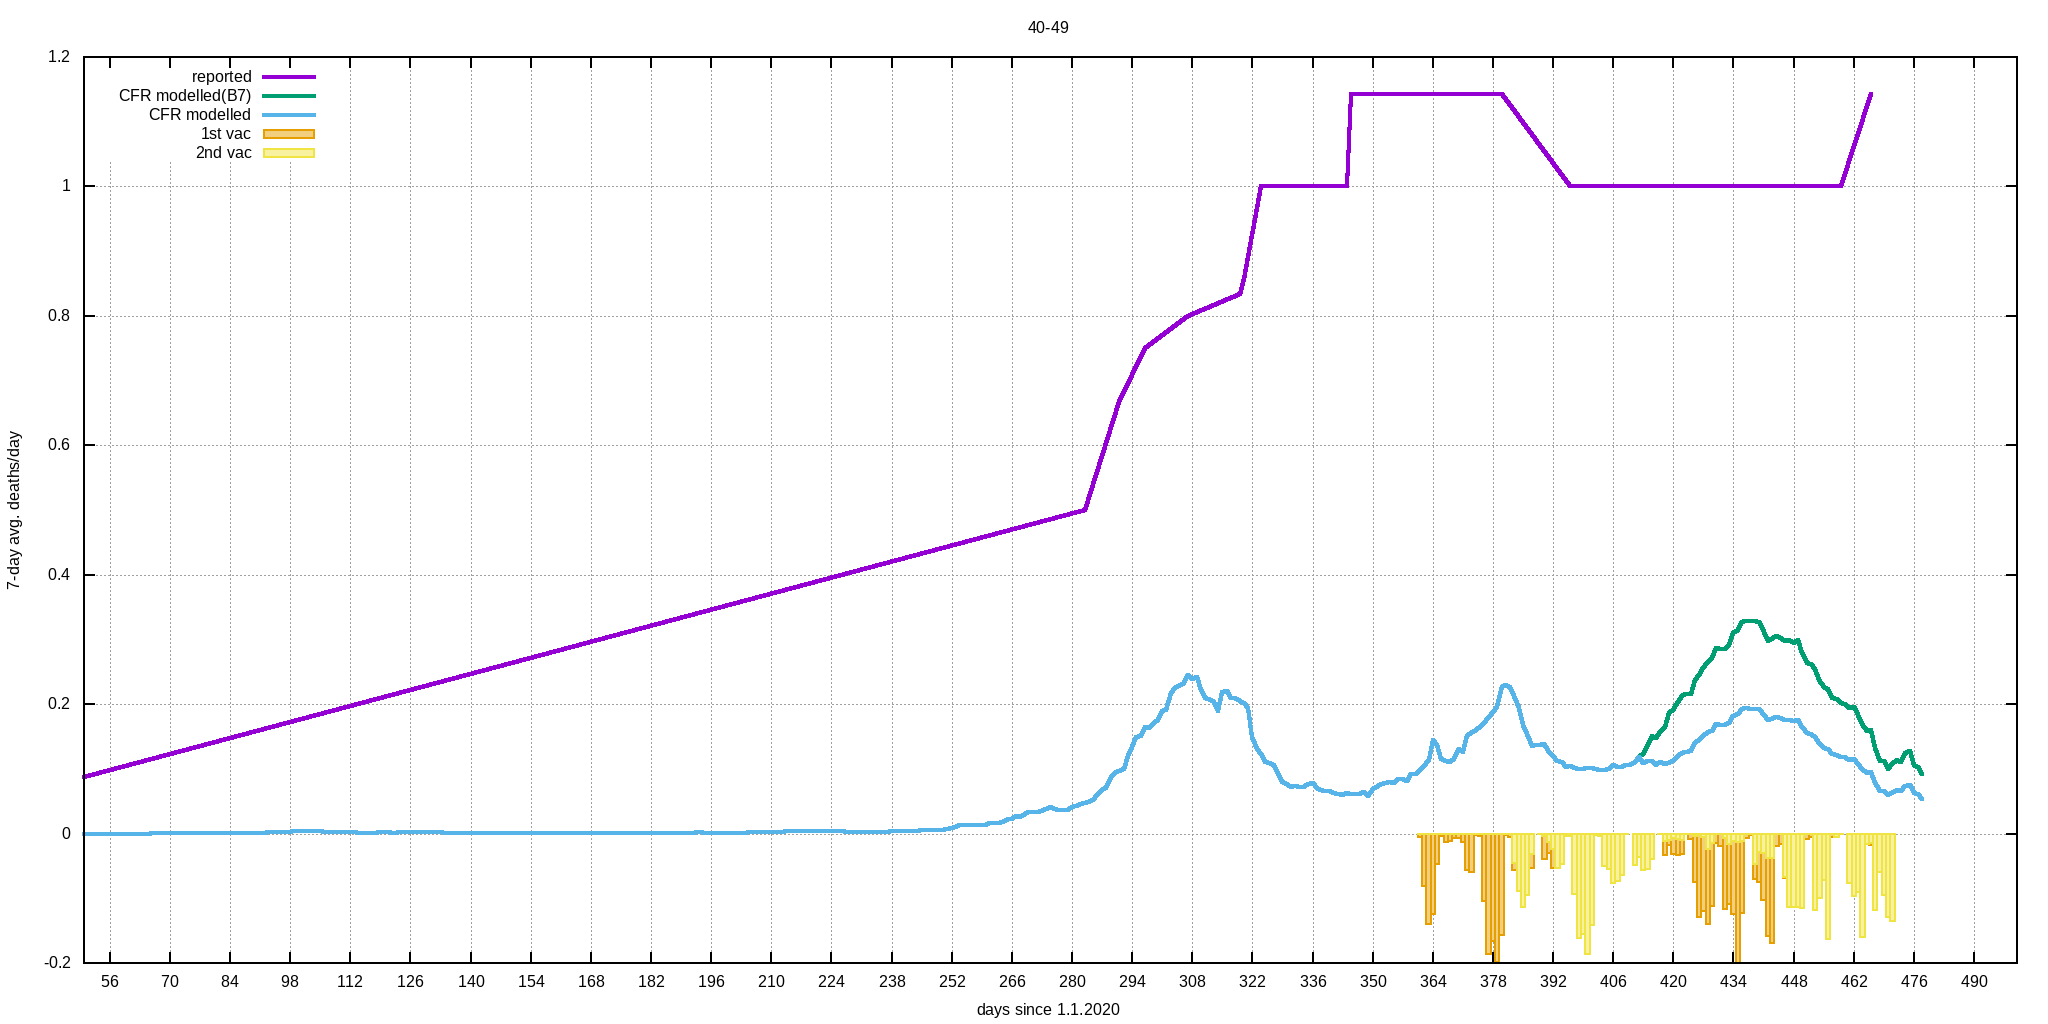 40-49
reported
CFR modelled(B7)
CFR modelled
1st vac
2nd vac
1.2
1
0.8
0.6
0.4
0.2
0
-0.2
7-day avg. deaths/day
56 70 84 98 112 126 140 154 168 182 196 210 224 238 252 266 280 294 308 322 336 350 364 378 392 406 420 434 448 462 476 490
days since 1.1.2020